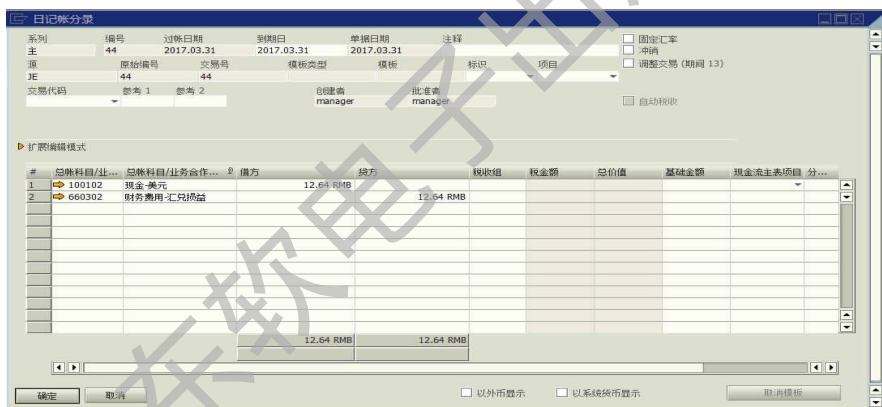 日记帐分录
系列 编号 过帐日期 到期日 单据日期 注释 固定汇率
主 44 2017.03.31 2017.03.31 2017.03.31 冲销
源 原始编号 交易号 模板类型 模板 标识 项目 调整交易 (期间 13)
JE 44 44
交易代码 参考 1 参考 2 创建者 批准者
manager manager 自动税收
扩展编辑模式
# 总帐科目/业... 总帐科目/业务合作... 借方 贷方 税收组 税金额 总价值 基础金额 现金流主表项目 分...
1 100102 现金-美元 12.64 RMB
2 660302 财务费用-汇兑损益 12.64 RMB
12.64 RMB 12.64 RMB
确定 取消 以外币显示 以系统货币显示 取消模板
东软电子出